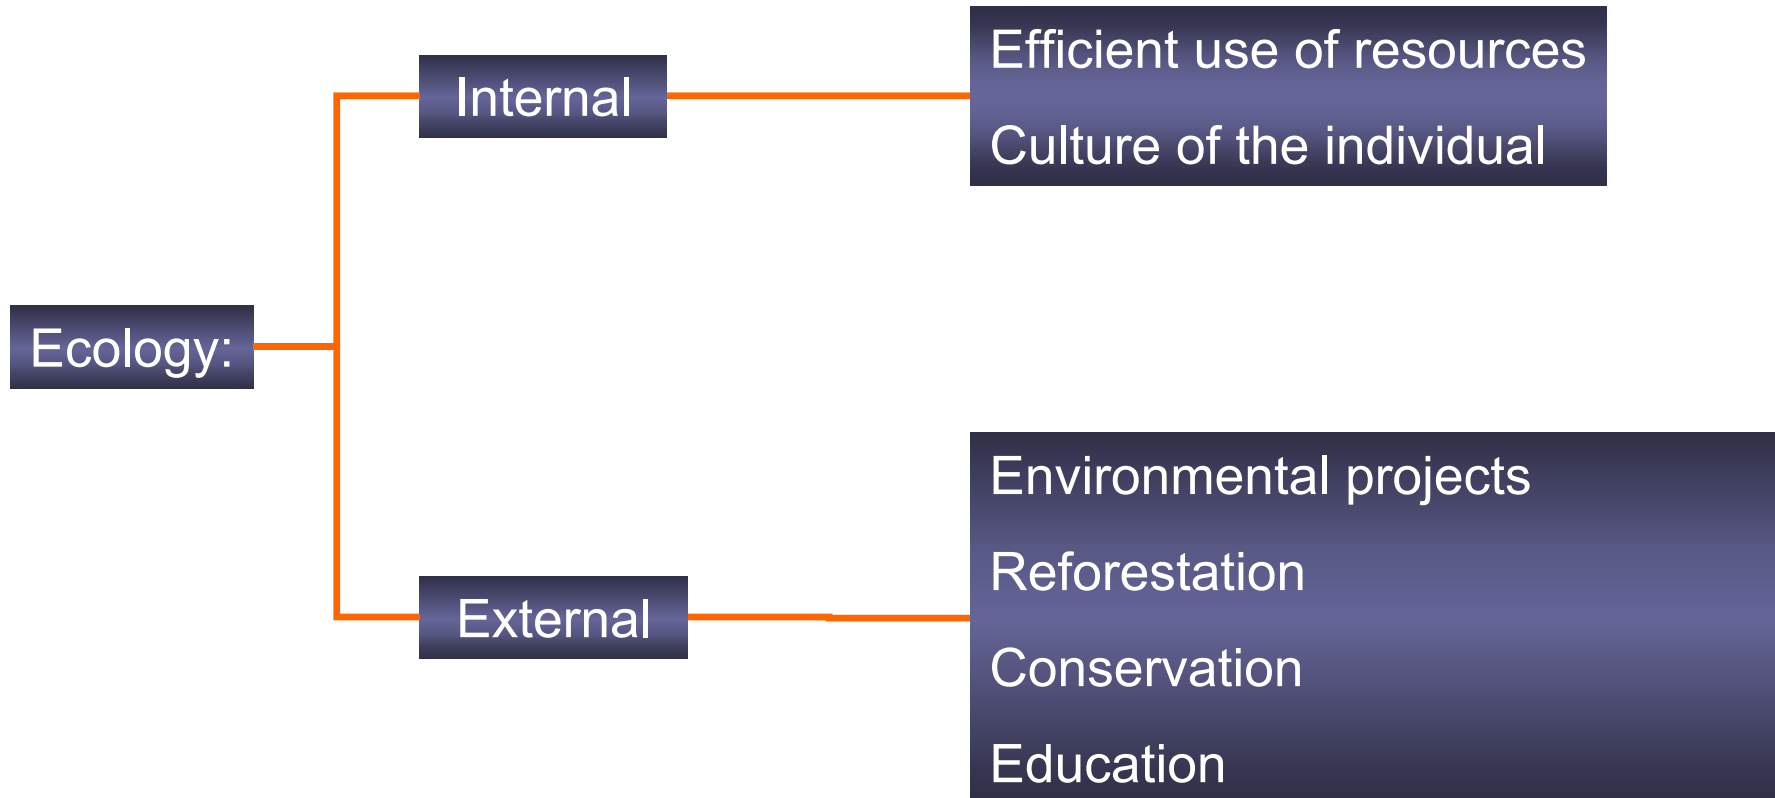 Ecology:
Internal
Efficient use of resources
Culture of the individual
External
Environmental projects
Reforestation
Conservation
Education